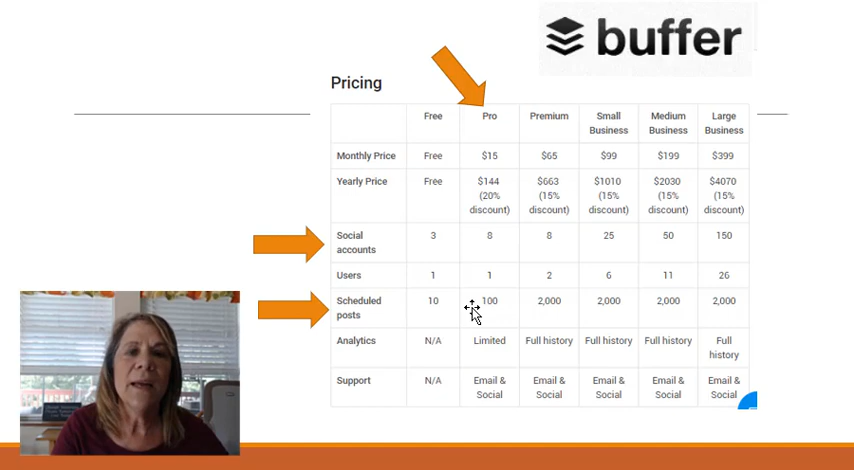 buffer
Pricing
Free Pro Premium Small Business Medium Business Large Business
Monthly Price Free $15 $65 $99 $199 $399
Yearly Price Free $144 (20% discount) $663 (15% discount) $1010 (15% discount) $2030 (15% discount) $4070 (15% discount)
Social accounts 3 8 8 25 50 150
Users 1 1 2 6 11 26
Scheduled posts 10 100 2,000 2,000 2,000 2,000
Analytics N/A Limited Full history Full history Full history Full history
Support N/A Email & Social Email & Social Email & Social Email & Social Email & Social